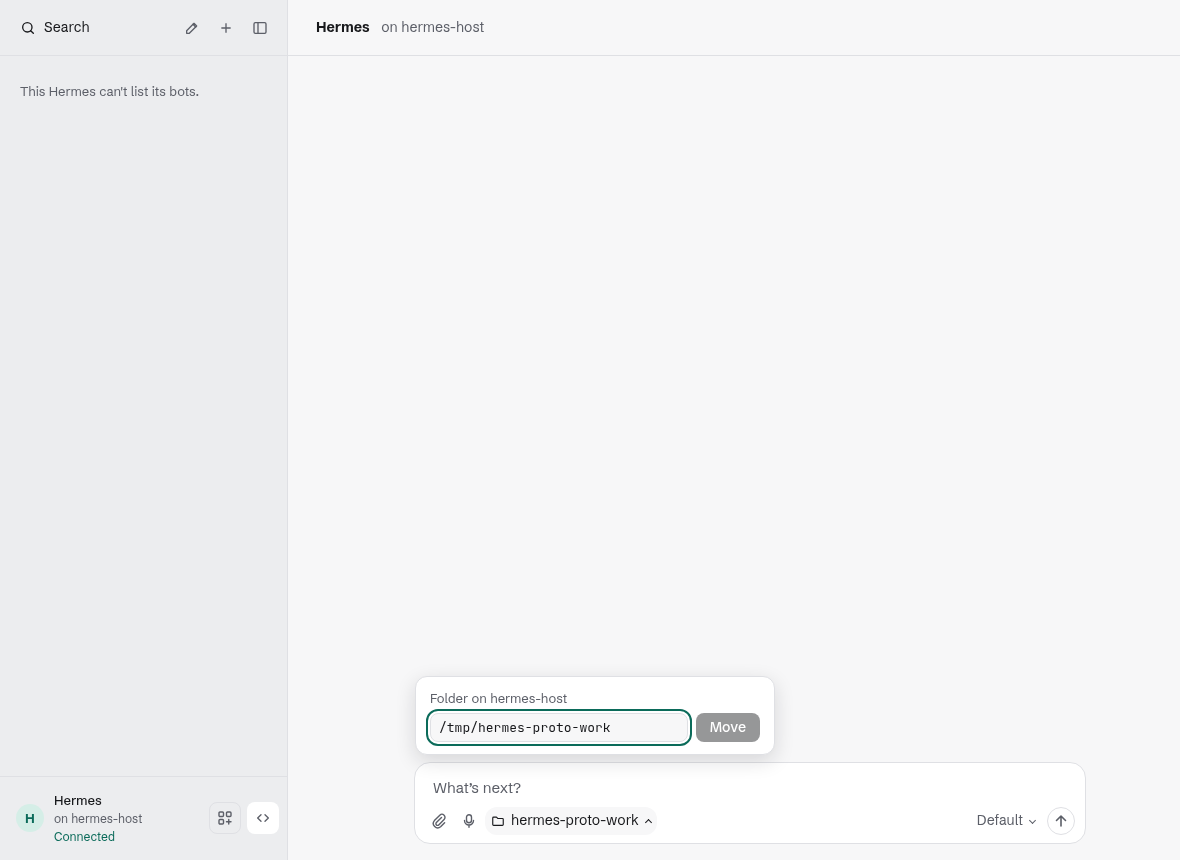 Search
Hermes on hermes-host
This Hermes can't list its bots.
Folder on hermes-host
/tmp/hermes-proto-work Move
What's next?
hermes-proto-work Default
H Hermes
on hermes-host
Connected